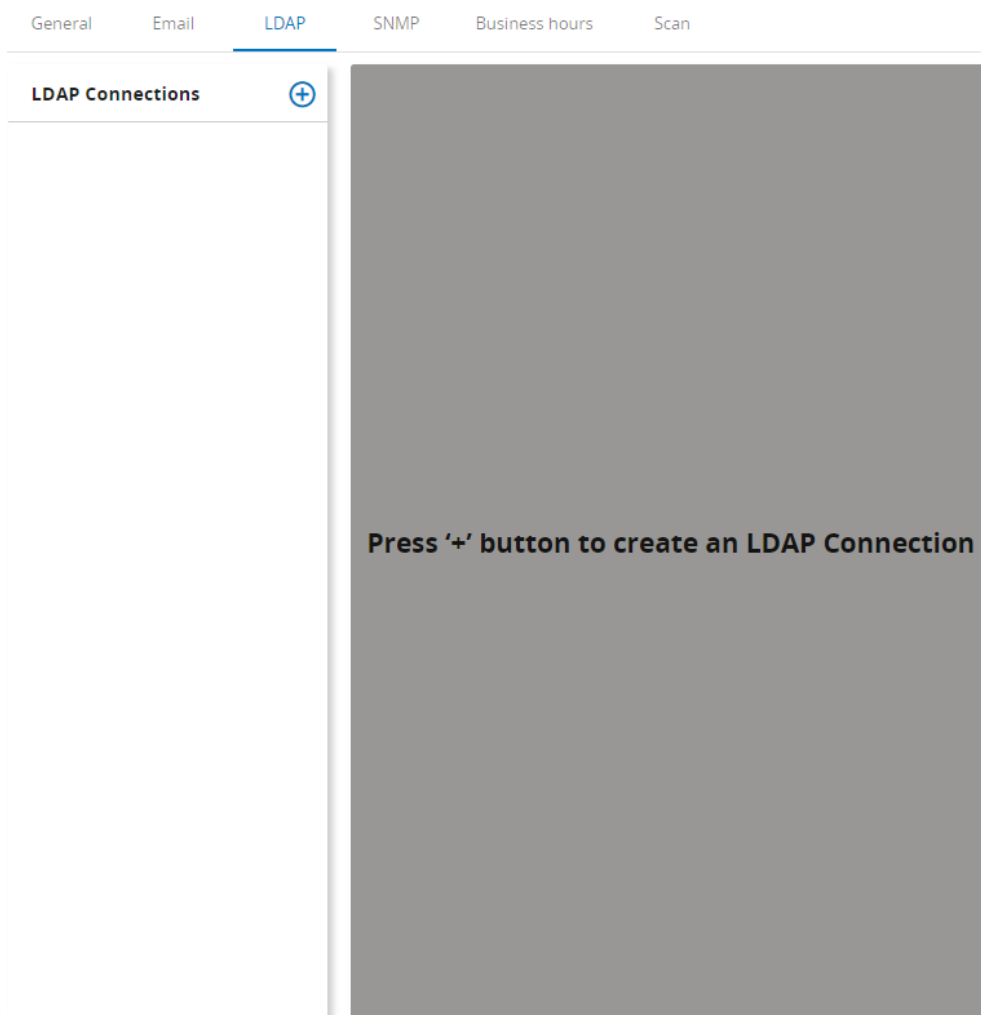 General Email LDAP SNMP Business hours Scan
LDAP Connections
Press ‘+’ button to create an LDAP Connection